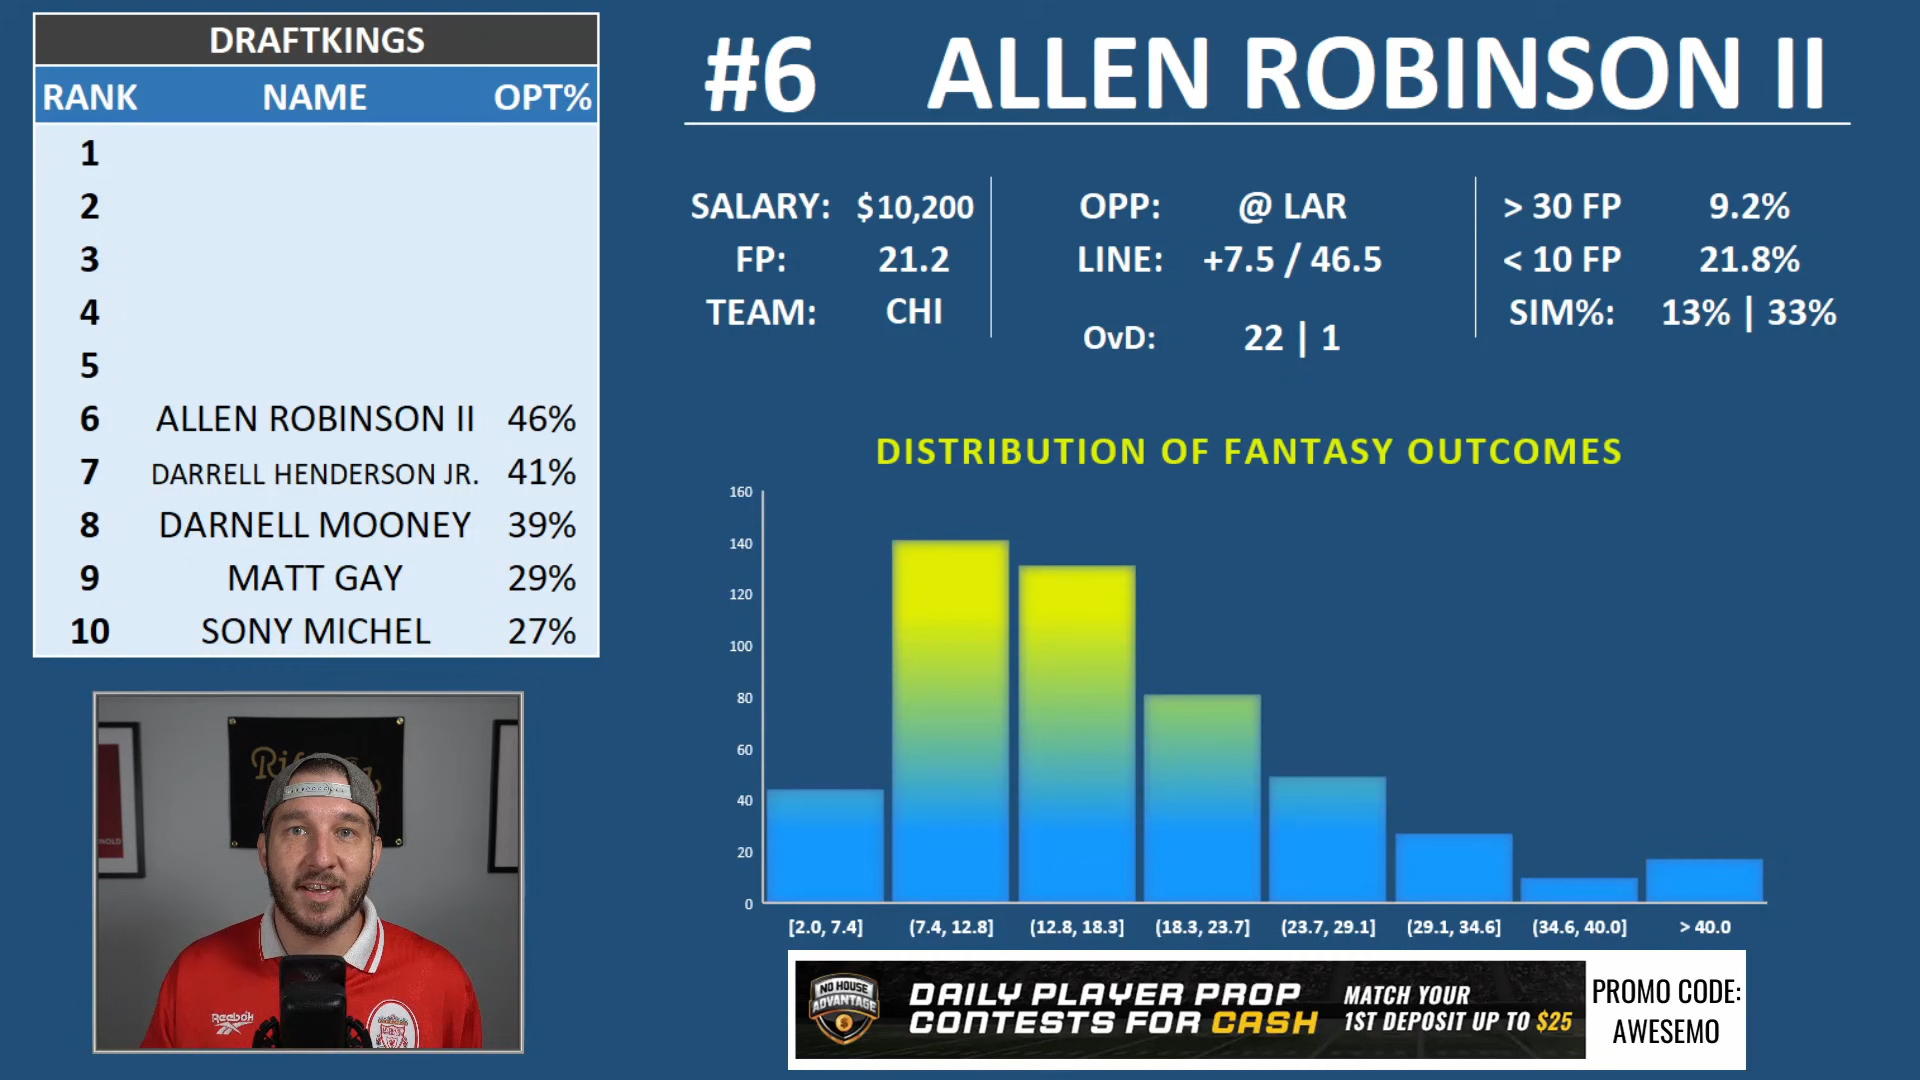 DRAFTKINGS
RANK NAME OPT%
1
2
3
4
5
6 ALLEN ROBINSON II 46%
7 DARRELL HENDERSON JR. 41%
8 DARNELL MOONEY 39%
9 MATT GAY 29%
10 SONY MICHEL 27%
#6 ALLEN ROBINSON II
SALARY: $10,200
FP: 21.2
TEAM: CHI
OPP: @ LAR
LINE: +7.5 / 46.5
OvD: 22 | 1
> 30 FP 9.2%
< 10 FP 21.8%
SIM%: 13% | 33%
DISTRIBUTION OF FANTASY OUTCOMES
160
140
120
100
80
60
40
20
0
[2.0, 7.4] (7.4, 12.8] (12.8, 18.3] (18.3, 23.7] (23.7, 29.1] (29.1, 34.6] (34.6, 40.0] > 40.0
Reebok
NO HOUSE
ADVANTAGE
DAILY PLAYER PROP
CONTESTS FOR CASH
MATCH YOUR
1ST DEPOSIT UP TO $25
PROMO CODE:
AWESEMO